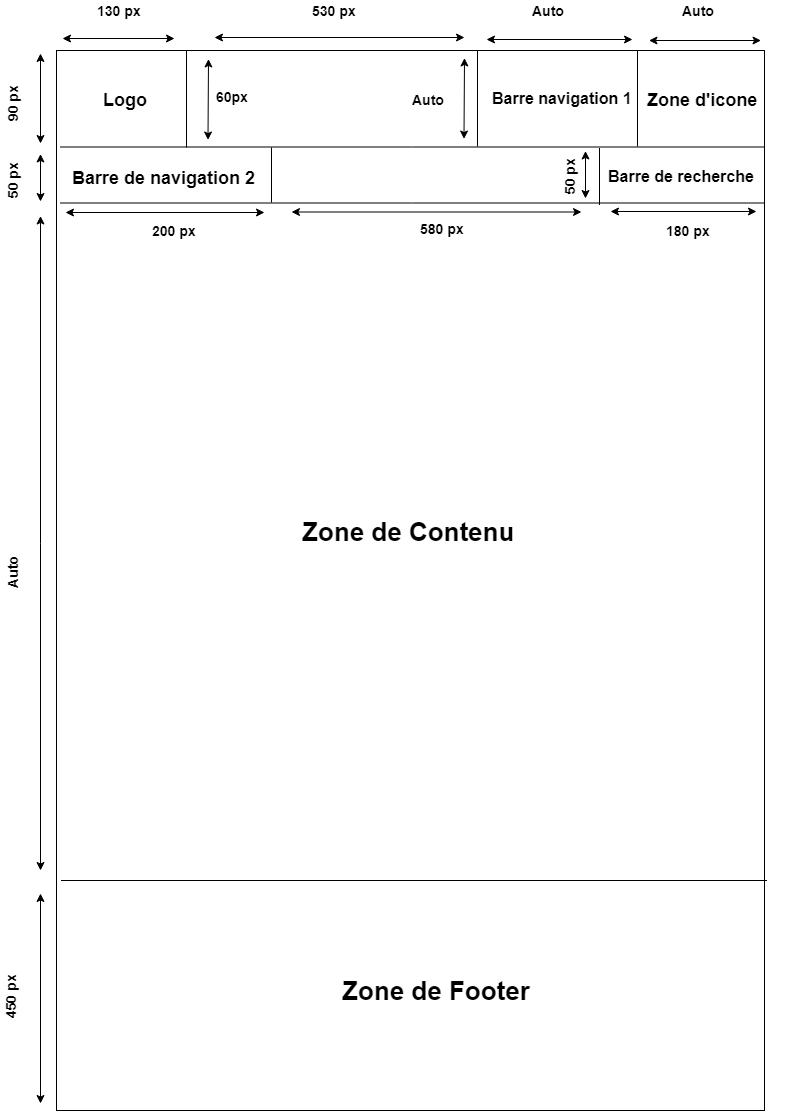 130 px
530 px
Auto
Auto
90 px
Logo
60px
Auto
Barre navigation 1
Zone d'icone
50 px
Barre de navigation 2
50 px
Barre de recherche
200 px
580 px
180 px
Auto
Zone de Contenu
450 px
Zone de Footer